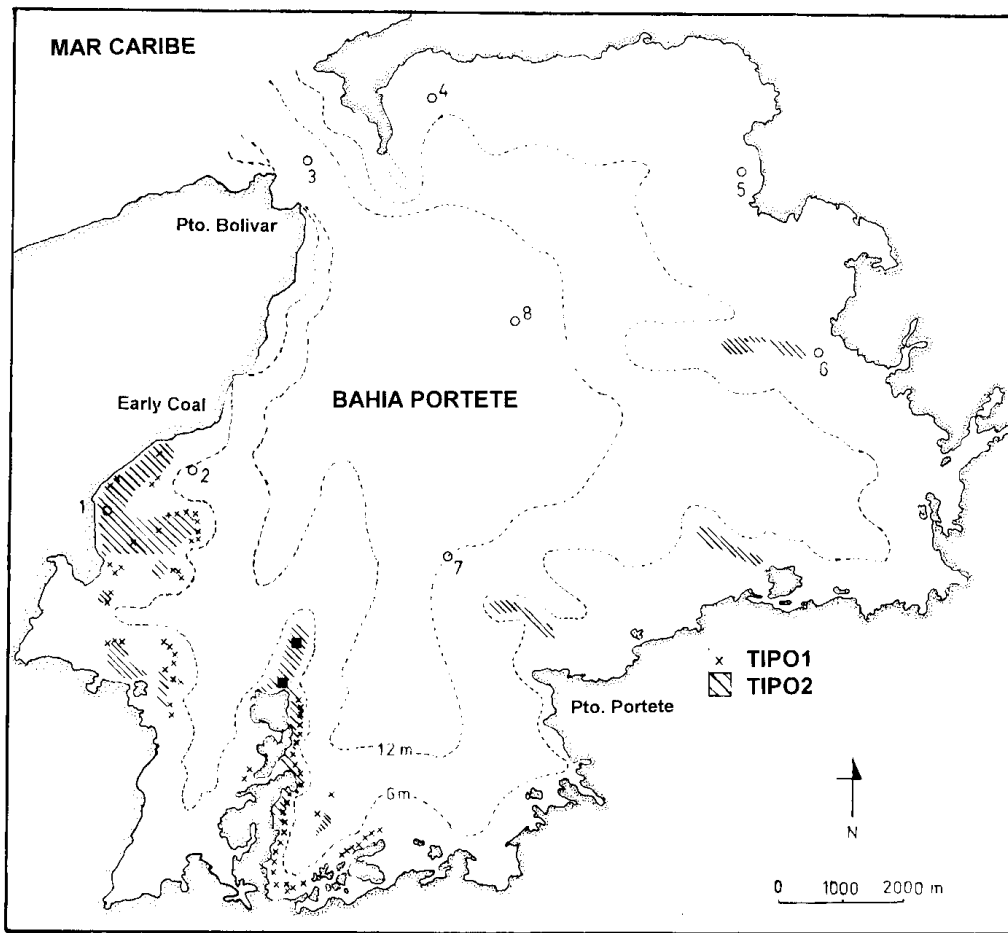 MAR CARIBE
4
3
5
Pto. Bolivar
8
6
Early Coal
BAHIA PORTETE
2
1
7
x TIPO1
TIPO2
Pto. Portete
12 m
6m
N
0 1000 2000 m